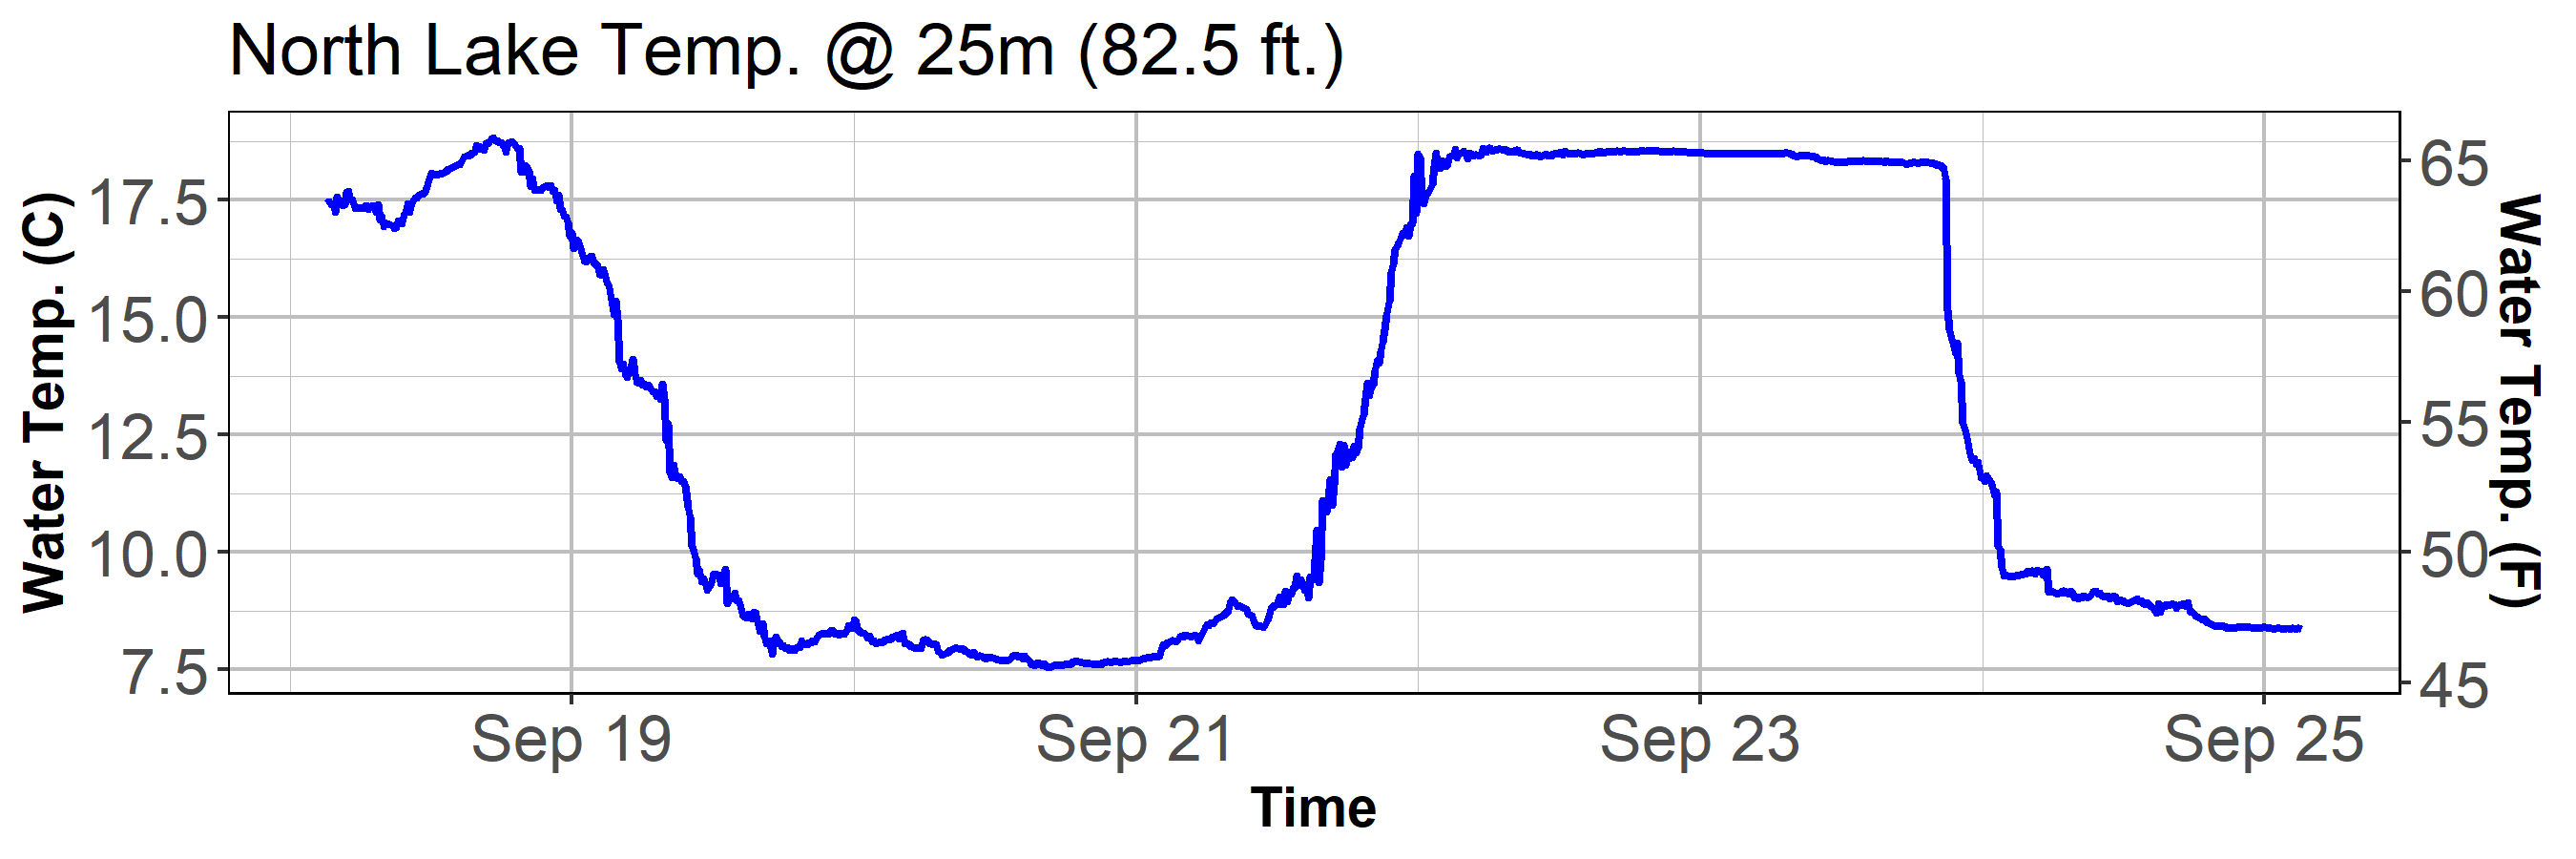 North Lake Temp. @ 25m (82.5 ft.)
Water Temp. (C)
17.5
15.0
12.5
10.0
7.5
65
60
55
50
45
Water Temp. (F)
Sep 19
Sep 21
Sep 23
Sep 25
Time